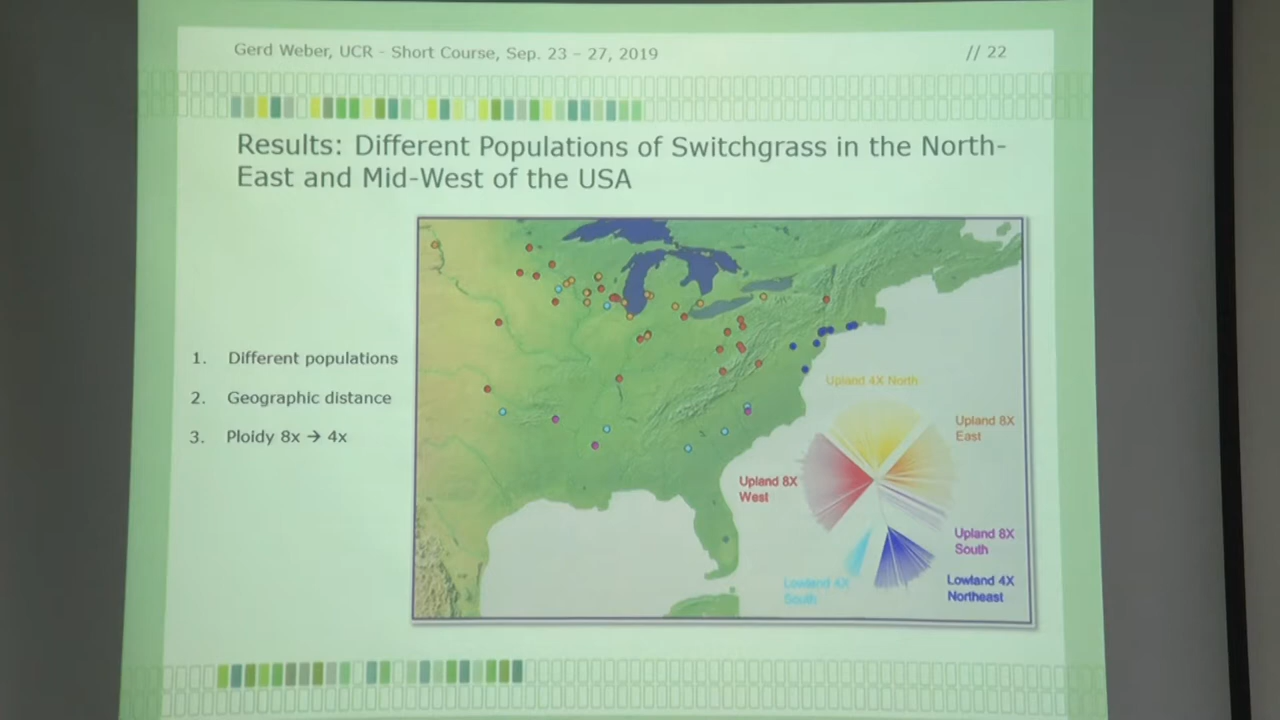 Gerd Weber, UCR - Short Course, Sep. 23 - 27, 2019
// 22
Results: Different Populations of Switchgrass in the North-
East and Mid-West of the USA
1. Different populations
2. Geographic distance
3. Ploidy 8x → 4x
Upland 4X North
Upland 8X
East
Upland 8X
West
Upland 8X
South
Lowland 4X
South
Lowland 4X
Northeast